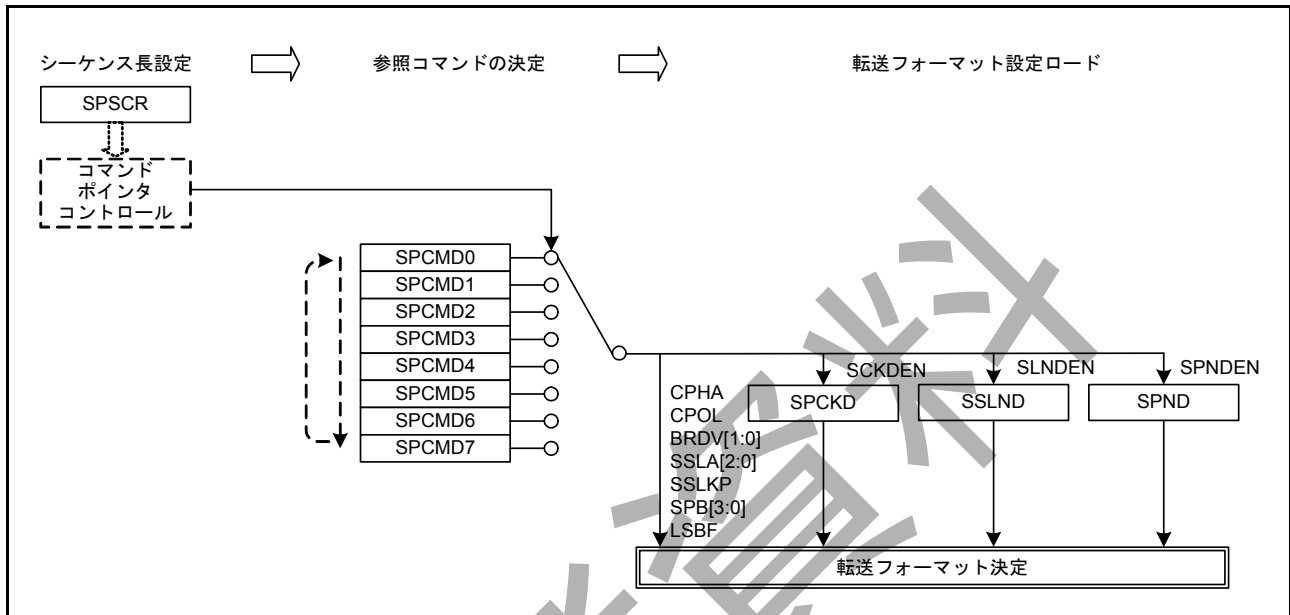 シーケンス長設定
参照コマンドの決定
転送フォーマット設定ロード
SPSCR
コマンド
ポインタ
コントロール
SPCMD0
SPCMD1
SPCMD2
SPCMD3
SPCMD4
SPCMD5
SPCMD6
SPCMD7
CPHA
CPOL
BRDV[1:0]
SSLA[2:0]
SSLKP
SPB[3:0]
LSBF
SCKDEN
SPCKD
SLNDEN
SSLND
SPNDEN
SPND
転送フォーマット決定
資料